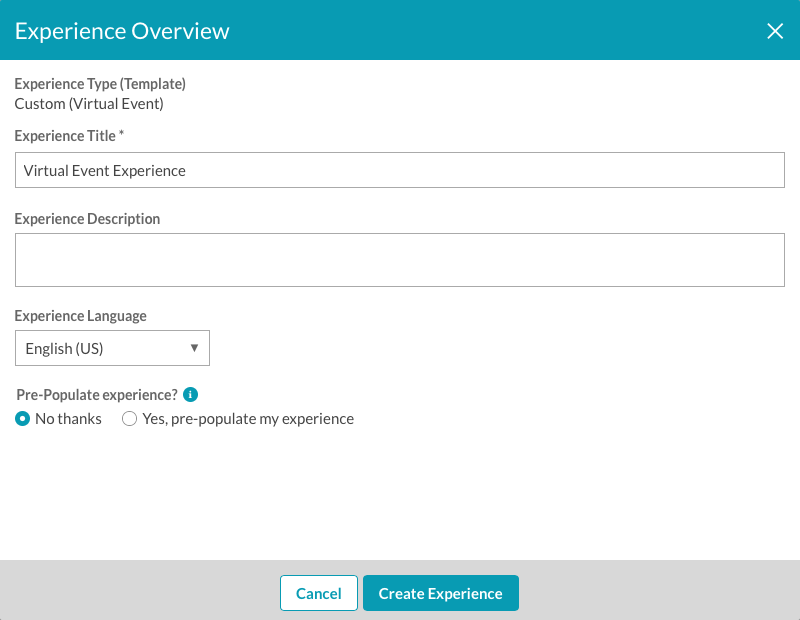 Experience Overview
Experience Type (Template)
Custom (Virtual Event)
Experience Title *
Virtual Event Experience
Experience Description
Experience Language
English (US)
Pre-Populate experience? i
No thanks Yes, pre-populate my experience
Cancel Create Experience